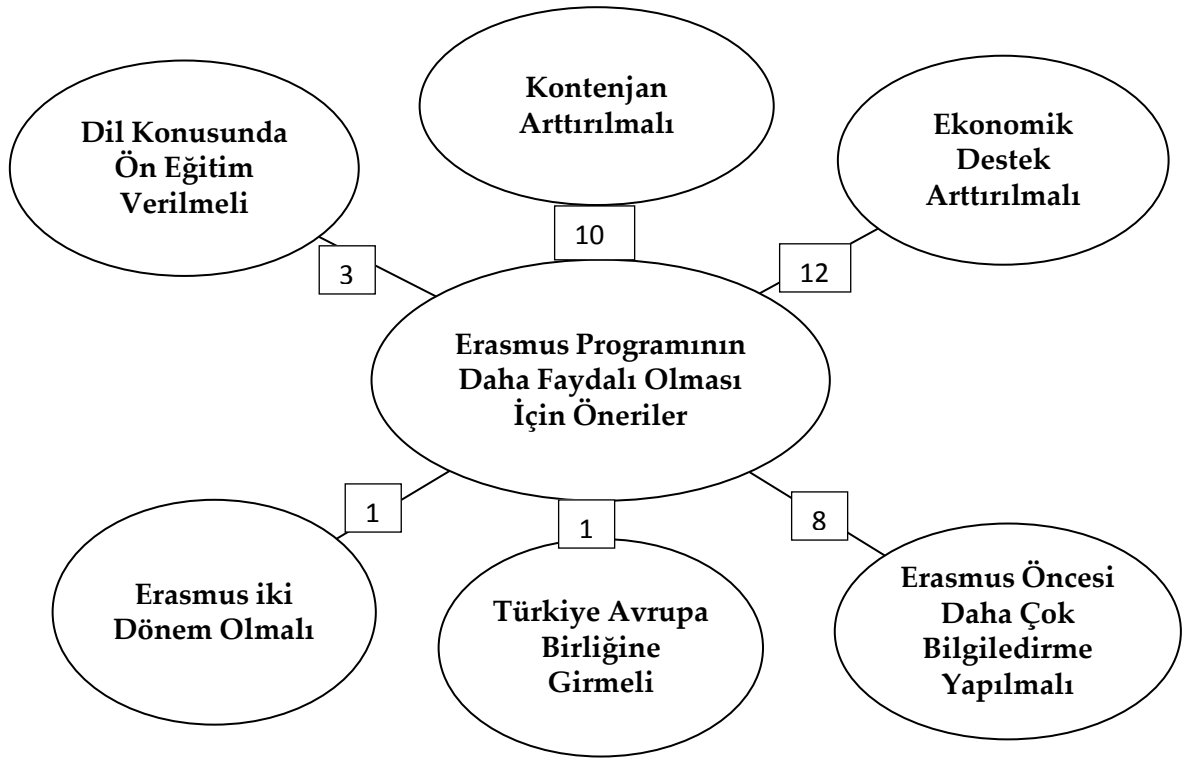 Kontenjan
Arttırılmalı
Dil Konusunda
Ön Eğitim
Verilmeli
Ekonomik
Destek
Arttırılmalı
10
3
12
Erasmus Programının
Daha Faydalı Olması
İçin Öneriler
1
1
8
Erasmus iki
Dönem Olmalı
Türkiye Avrupa
Birliğine
Girmeli
Erasmus Öncesi
Daha Çok
Bilgiledirme
Yapılmalı